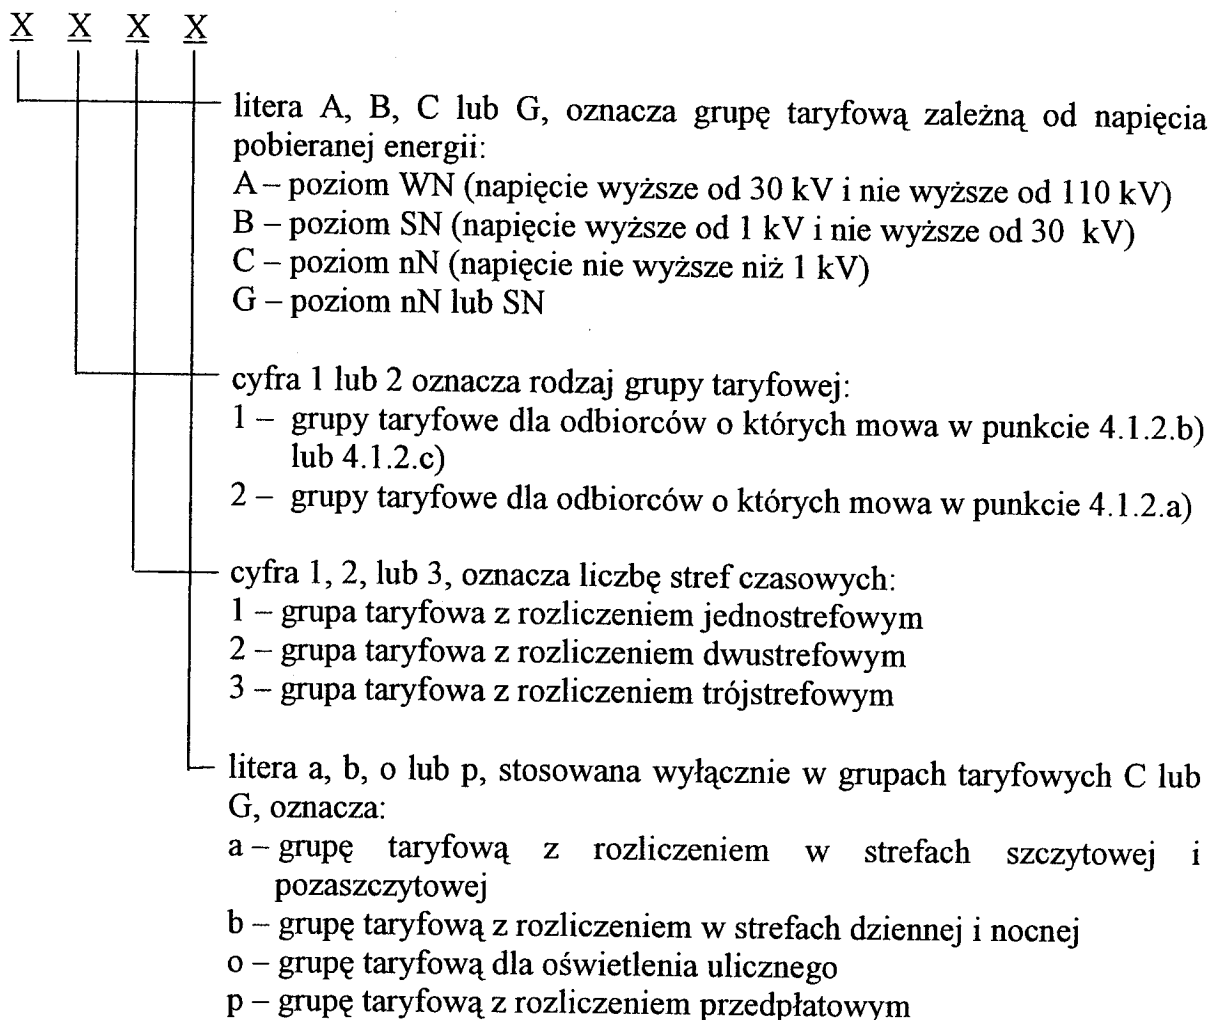 X X X X
litera A, B, C lub G, oznacza grupę taryfową zależną od napięcia
pobieranej energii:
A – poziom WN (napięcie wyższe od 30 kV i nie wyższe od 110 kV)
B – poziom SN (napięcie wyższe od 1 kV i nie wyższe od 30 kV)
C – poziom nN (napięcie nie wyższe niż 1 kV)
G – poziom nN lub SN
cyfra 1 lub 2 oznacza rodzaj grupy taryfowej:
1 – grupy taryfowe dla odbiorców o których mowa w punkcie 4.1.2.b)
lub 4.1.2.c)
2 – grupy taryfowe dla odbiorców o których mowa w punkcie 4.1.2.a)
cyfra 1, 2, lub 3, oznacza liczbę stref czasowych:
1 – grupa taryfowa z rozliczeniem jednostrefowym
2 – grupa taryfowa z rozliczeniem dwustrefowym
3 – grupa taryfowa z rozliczeniem trójstrefowym
litera a, b, o lub p, stosowana wyłącznie w grupach taryfowych C lub
G, oznacza:
a – grupę taryfową z rozliczeniem w strefach szczytowej i
pozaszczytowej
b – grupę taryfową z rozliczeniem w strefach dziennej i nocnej
o – grupę taryfową dla oświetlenia ulicznego
p – grupę taryfową z rozliczeniem przedpłatowym